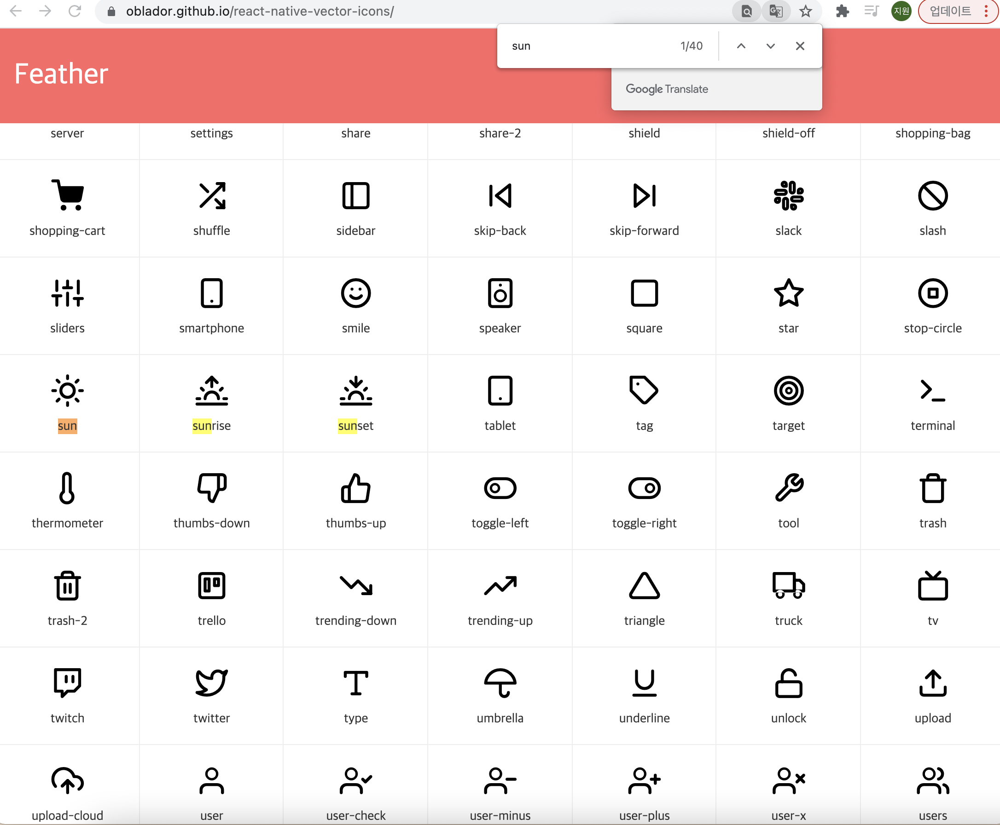 oblador.github.io/react-native-vector-icons/
지원
업데이트
sun
1/40
Google Translate
Feather
server settings share share-2 shield shield-off shopping-bag
shopping-cart shuffle sidebar skip-back skip-forward slack slash
sliders smartphone smile speaker square star stop-circle
sun sunrise sunset tablet tag target terminal
thermometer thumbs-down thumbs-up toggle-left toggle-right tool trash
trash-2 trello trending-down trending-up triangle truck tv
twitch twitter type umbrella underline unlock upload
upload-cloud user user-check user-minus user-plus user-x users